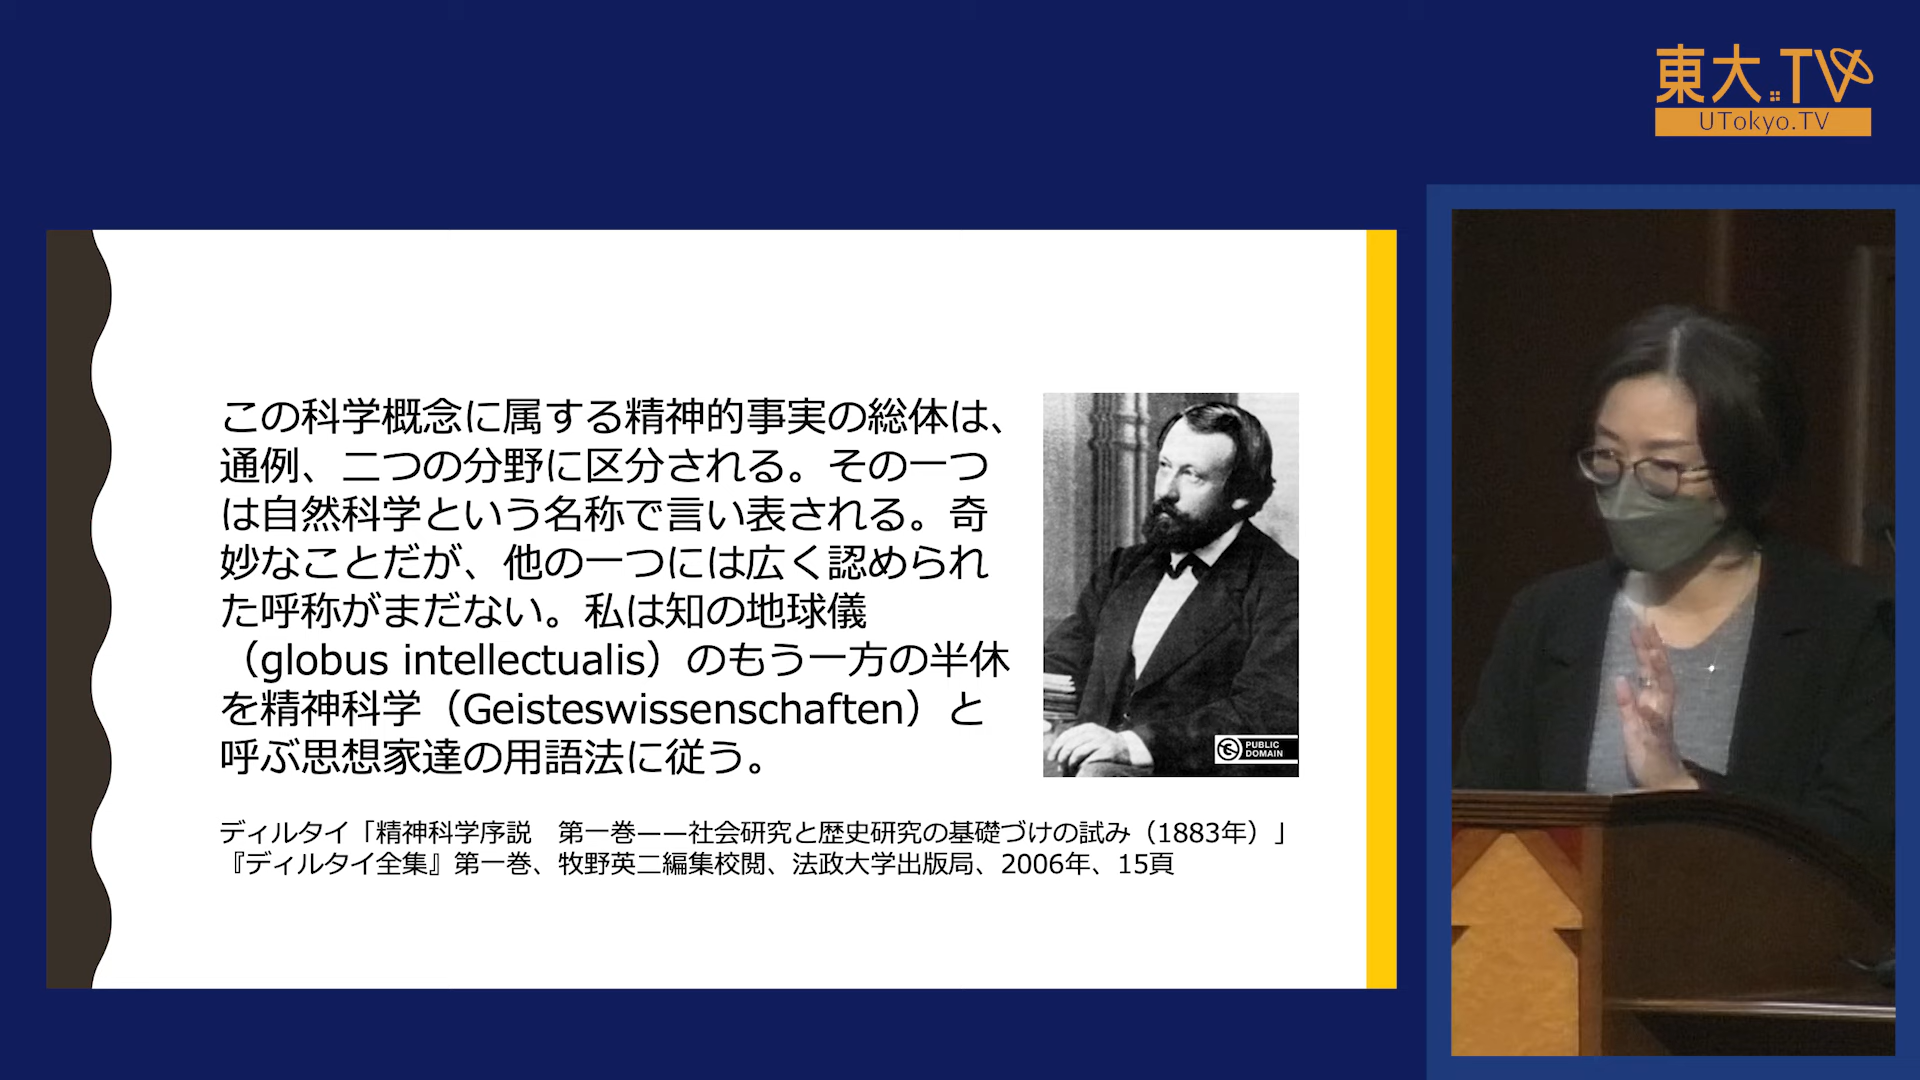 東大.TV
UTokyo.TV
この科学概念に属する精神的事実の総体は、
通例、二つの分野に区分される。その一つ
は自然科学という名称で言い表される。奇
妙なことだが、他の一つには広く認められ
た呼称がまだない。私は知の地球儀
（globus intellectualis）のもう一方の半休
を精神科学（Geisteswissenschaften）と
呼ぶ思想家達の用語法に従う。
PUBLIC
DOMAIN
ディルタイ「精神科学序説　第一巻――社会研究と歴史研究の基礎づけの試み（1883年）」
『ディルタイ全集』第一巻、牧野英二編集校閲、法政大学出版局、2006年、15頁